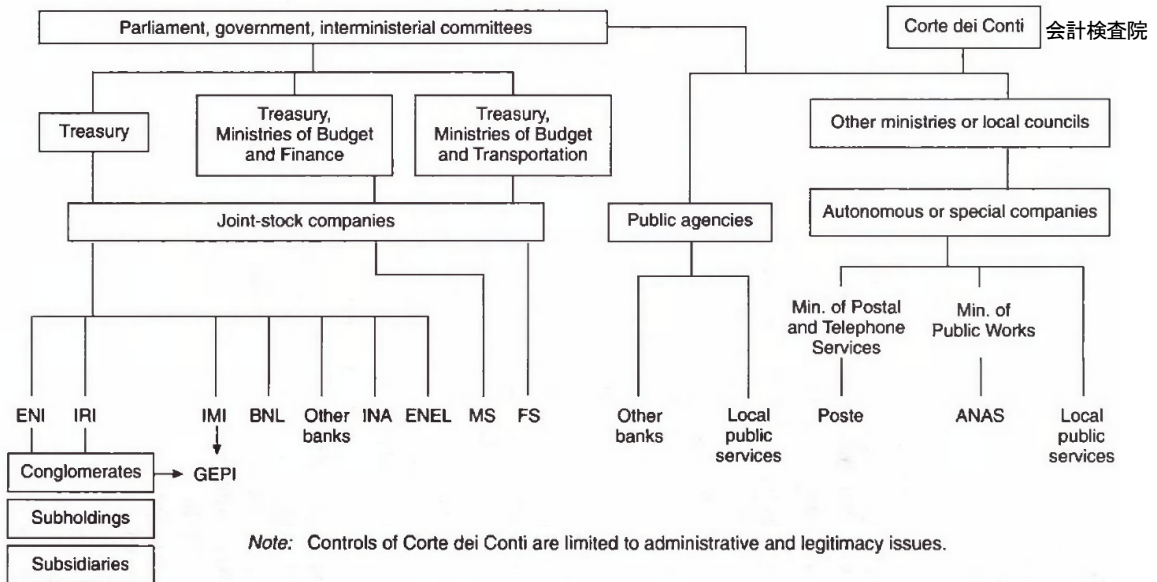 Parliament, government, interministerial committees
Corte dei Conti
会計検査院
Treasury
Treasury,
Ministries of Budget
and Finance
Treasury,
Ministries of Budget
and Transportation
Other ministries or local councils
Joint-stock companies
Public agencies
Autonomous or special companies
Min. of Postal
and Telephone
Services
Min. of
Public Works
ENI
IRI
IMI
BNL
Other
banks
INA
ENEL
MS
FS
Other
banks
Local
public
services
Poste
ANAS
Local
public
services
Conglomerates
GEPI
Subholdings
Subsidiaries
Note: Controls of Corte dei Conti are limited to administrative and legitimacy issues.